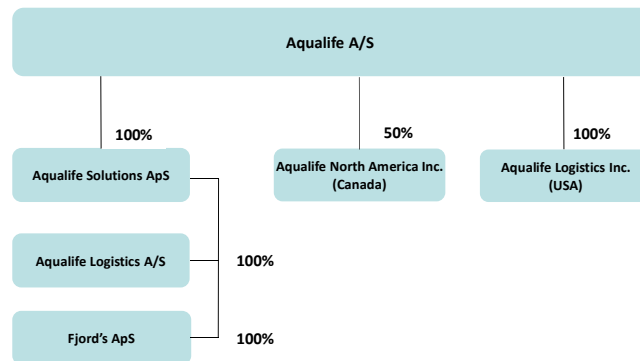 Aqualife A/S
100%
50%
100%
Aqualife Solutions ApS
Aqualife North America Inc.
(Canada)
Aqualife Logistics Inc.
(USA)
Aqualife Logistics A/S
100%
Fjord’s ApS
100%